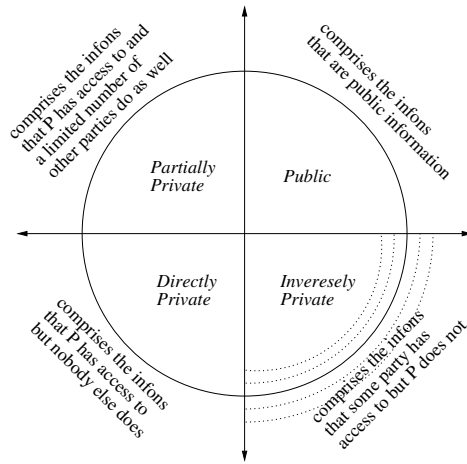 comprises the infons
that P has access to and
a limited number of
other parties do as well
comprises the infons
that are public information
Partially
Private
Public
Directly
Private
Inveresely
Private
comprises the infons
that P has access to
but nobody else does
comprises the infons
that some party has
access to but P does not